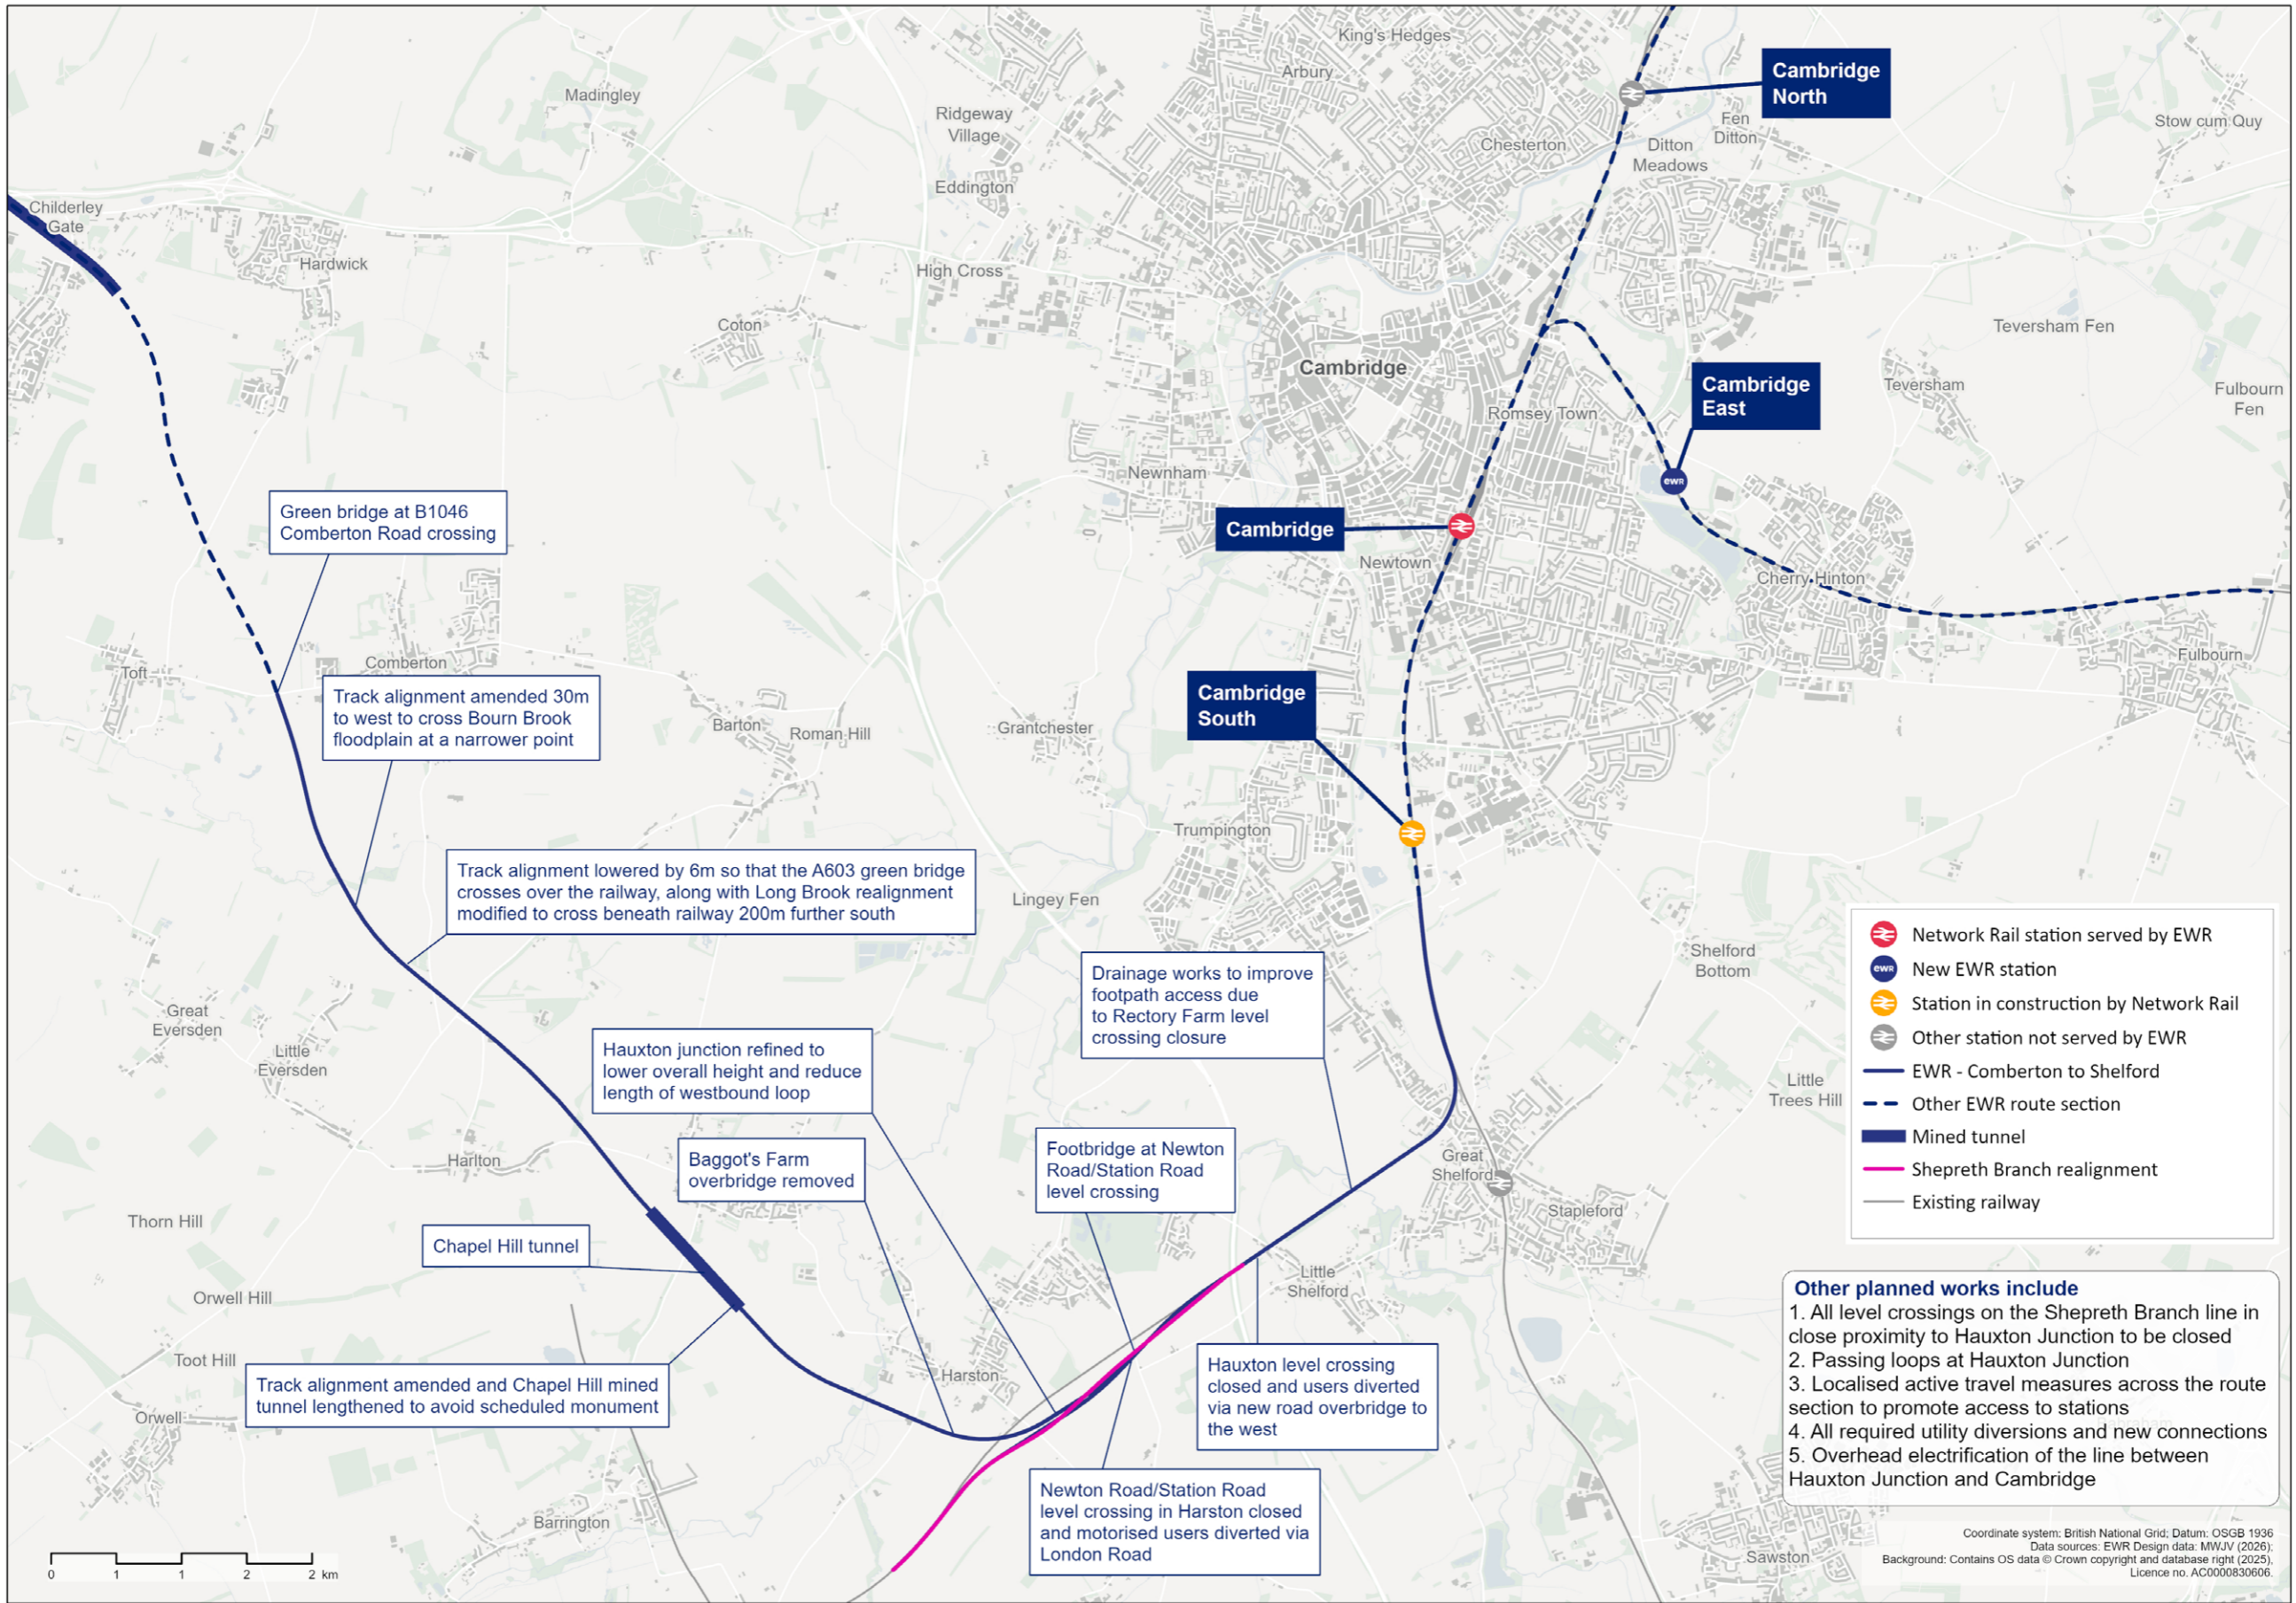 King's Hedges
Arbury
Madingley
Ridgeway
Village
Cambridge
North
Fen
Ditton
Stow cum Quy
Chesterton
Ditton
Meadows
Eddington
Childerley
Gate
Hardwick
High Cross
Coton
Teversham Fen
Cambridge
Cambridge
East
Teversham
Fulbourn
Fen
Romsey Town
Newnham
ewr
Green bridge at B1046
Comberton Road crossing
Cambridge
Newtown
Cherry Hinton
Toft
Comberton
Fulbourn
Track alignment amended 30m
to west to cross Bourn Brook
floodplain at a narrower point
Cambridge
South
Barton
Roman Hill
Grantchester
Trumpington
Track alignment lowered by 6m so that the A603 green bridge
crosses over the railway, along with Long Brook realignment
modified to cross beneath railway 200m further south
Lingey Fen
Shelford
Bottom
Drainage works to improve
footpath access due
to Rectory Farm level
crossing closure
Great
Eversden
Little
Eversden
Hauxton junction refined to
lower overall height and reduce
length of westbound loop
Little
Trees Hill
Network Rail station served by EWR
ewr
New EWR station
Station in construction by Network Rail
Other station not served by EWR
EWR - Comberton to Shelford
Other EWR route section
Mined tunnel
Shepreth Branch realignment
Existing railway
Harlton
Baggot's Farm
overbridge removed
Footbridge at Newton
Road/Station Road
level crossing
Great
Shelford
Stapleford
Thorn Hill
Chapel Hill tunnel
Little
Shelford
Orwell Hill
Toot Hill
Track alignment amended and Chapel Hill mined
tunnel lengthened to avoid scheduled monument
Harston
Hauxton level crossing
closed and users diverted
via new road overbridge to
the west
Orwell
Newton Road/Station Road
level crossing in Harston closed
and motorised users diverted via
London Road
Barrington
Other planned works include
1. All level crossings on the Shepreth Branch line in
close proximity to Hauxton Junction to be closed
2. Passing loops at Hauxton Junction
3. Localised active travel measures across the route
section to promote access to stations
4. All required utility diversions and new connections
5. Overhead electrification of the line between
Hauxton Junction and Cambridge
Babraham
Sawston
0 1 1 2 2 km
Coordinate system: British National Grid; Datum: OSGB 1936
Data sources: EWR Design data: MWJV (2026);
Background: Contains OS data © Crown copyright and database right (2025),
Licence no. AC0000830606.